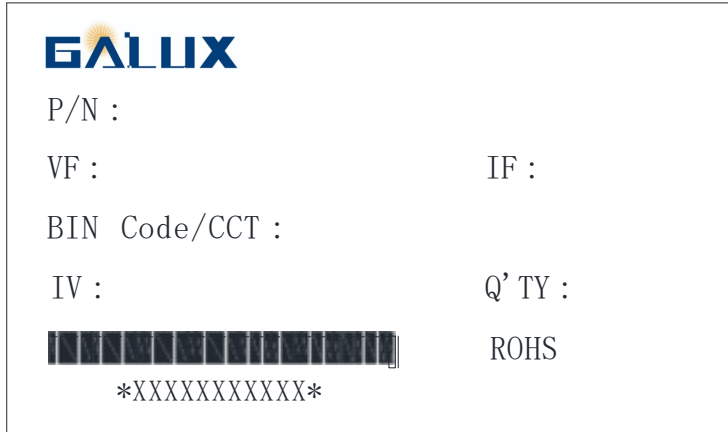 GALUX
P/N：
VF： IF：
BIN Code/CCT：
IV： Q'TY：
ROHS
*XXXXXXXXXXX*